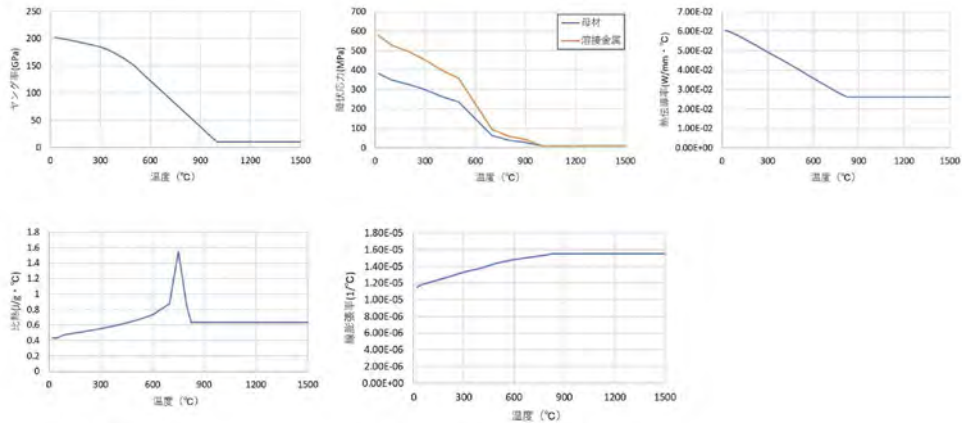 ヤング率(GPa)
250
200
150
100
50
0
0 300 600 900 1200 1500
温度 (℃)
降伏応力(MPa)
700
600
500
400
300
200
100
0
0 300 600 900 1200 1500
温度 (℃)
母材
溶接金属
熱伝導率(W/mm・℃)
7.00E-02
6.00E-02
5.00E-02
4.00E-02
3.00E-02
2.00E-02
1.00E-02
0.00E+00
0 300 600 900 1200 1500
温度 (℃)
比熱(J/g・℃)
1.8
1.6
1.4
1.2
1
0.8
0.6
0.4
0.2
0
0 300 600 900 1200 1500
温度 (℃)
線膨張率(1/℃)
1.80E-05
1.60E-05
1.40E-05
1.20E-05
1.00E-05
8.00E-06
6.00E-06
4.00E-06
2.00E-06
0.00E+00
0 300 600 900 1200 1500
温度 (℃)